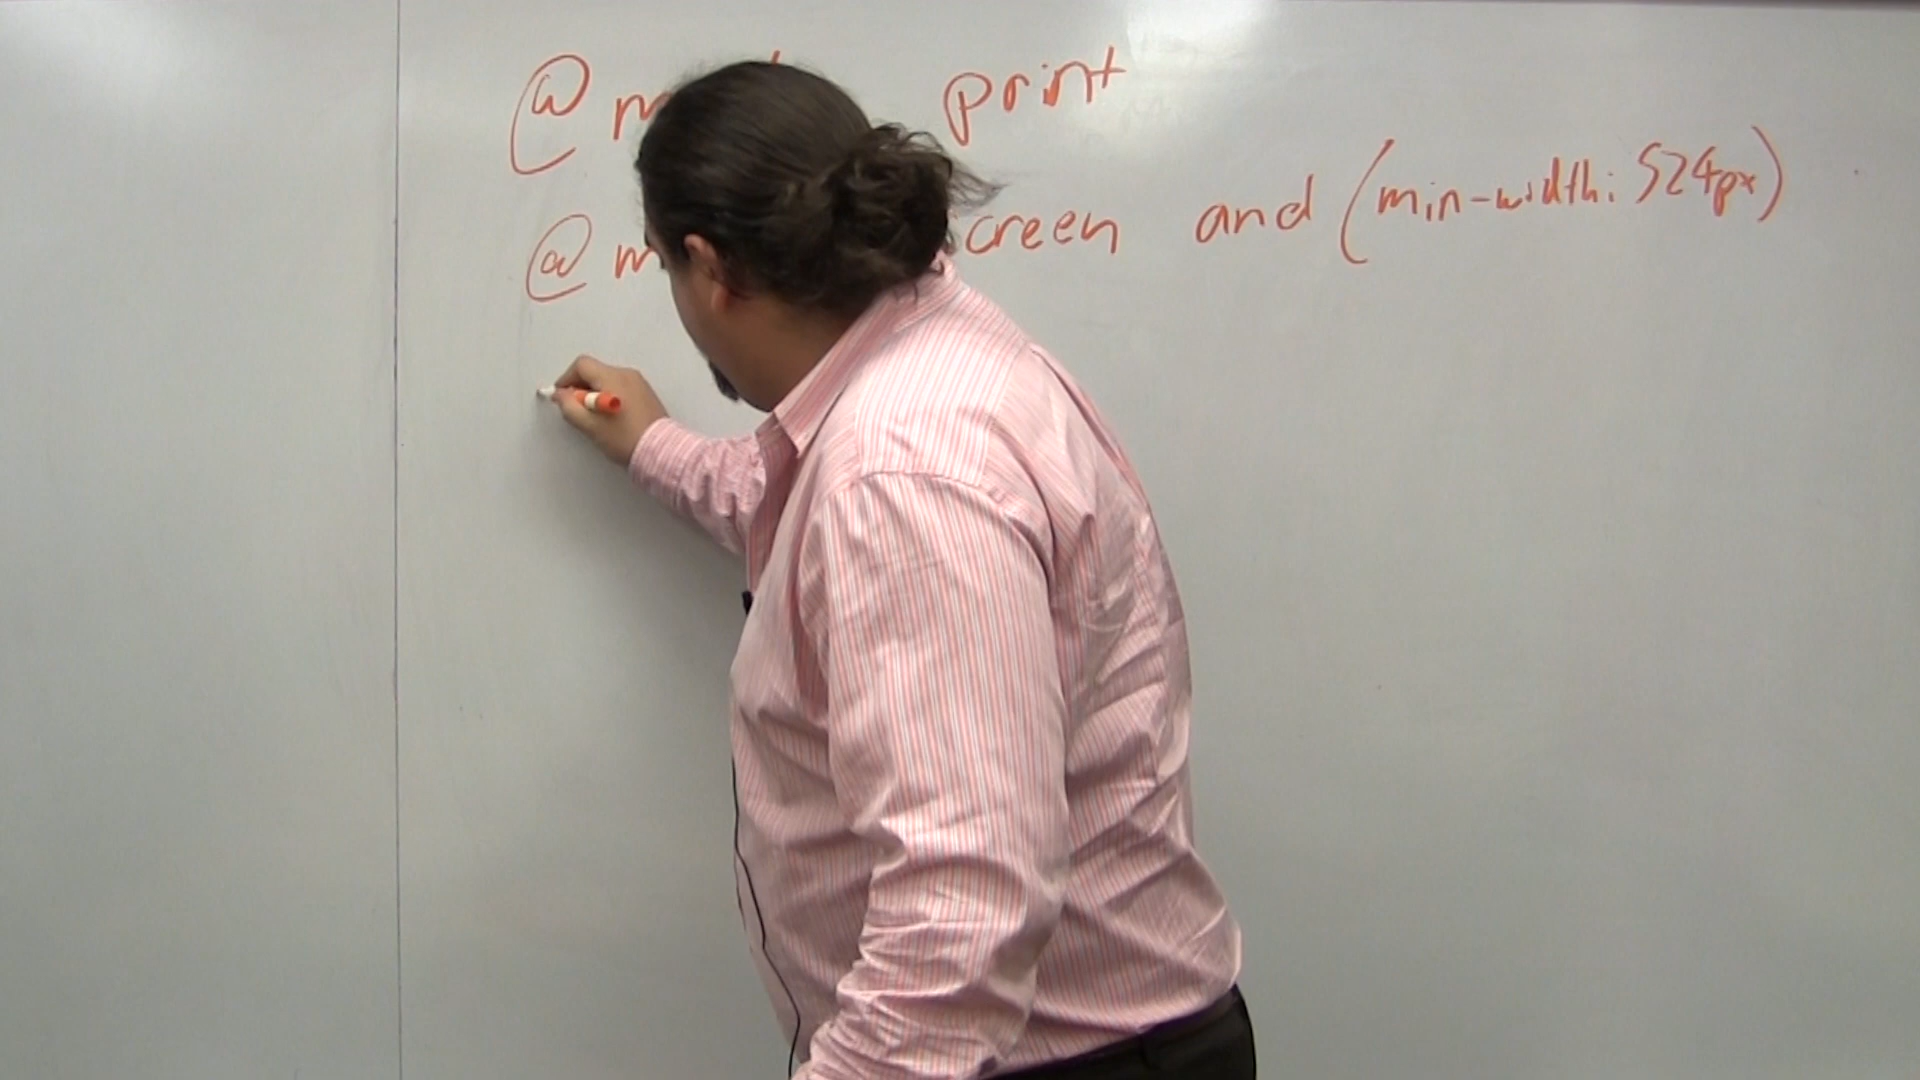 @m print
@m creen and (min-width: 524px)